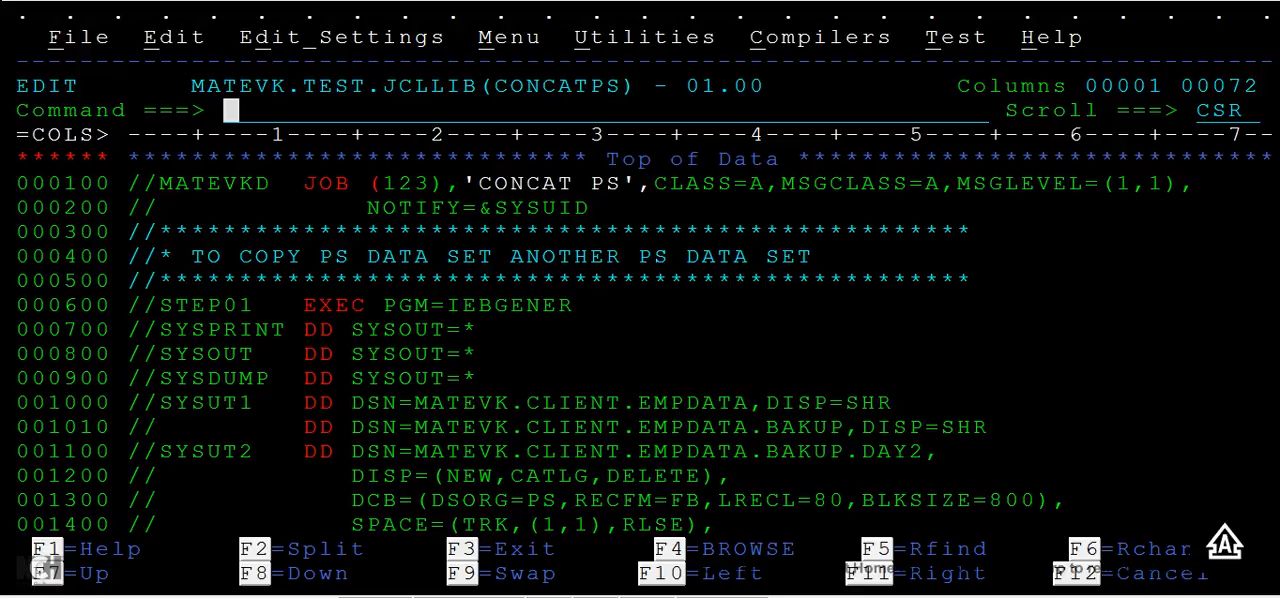 File  Edit  Edit_Settings  Menu  Utilities  Compilers  Test  Help
EDIT       MATEVK.TEST.JCLLIB(CONCATPS) - 01.00            Columns 00001 00072
Command ===>                                                  Scroll ===> CSR
=COLS> ----+----1----+----2----+----3----+----4----+----5----+----6----+----7--
****** ***************************** Top of Data ******************************
000100 //MATEVKD  JOB (123),'CONCAT PS',CLASS=A,MSGCLASS=A,MSGLEVEL=(1,1),
000200 //             NOTIFY=&SYSUID
000300 //***************************************************
000400 //* TO COPY PS DATA SET ANOTHER PS DATA SET
000500 //***************************************************
000600 //STEP01   EXEC PGM=IEBGENER
000700 //SYSPRINT DD SYSOUT=*
000800 //SYSOUT   DD SYSOUT=*
000900 //SYSDUMP  DD SYSOUT=*
001000 //SYSUT1   DD DSN=MATEVK.CLIENT.EMPDATA,DISP=SHR
001010 //         DD DSN=MATEVK.CLIENT.EMPDATA.BAKUP,DISP=SHR
001100 //SYSUT2   DD DSN=MATEVK.CLIENT.EMPDATA.BAKUP.DAY2,
001200 //            DISP=(NEW,CATLG,DELETE),
001300 //            DCB=(DSORG=PS,RECFM=FB,LRECL=80,BLKSIZE=800),
001400 //            SPACE=(TRK,(1,1),RLSE),
F1=Help      F2=Split     F3=Exit      F4=BROWSE    F5=Rfind     F6=Rchan
F7=Up        F8=Down      F9=Swap      F10=Left     F11=Right    F12=Cancel